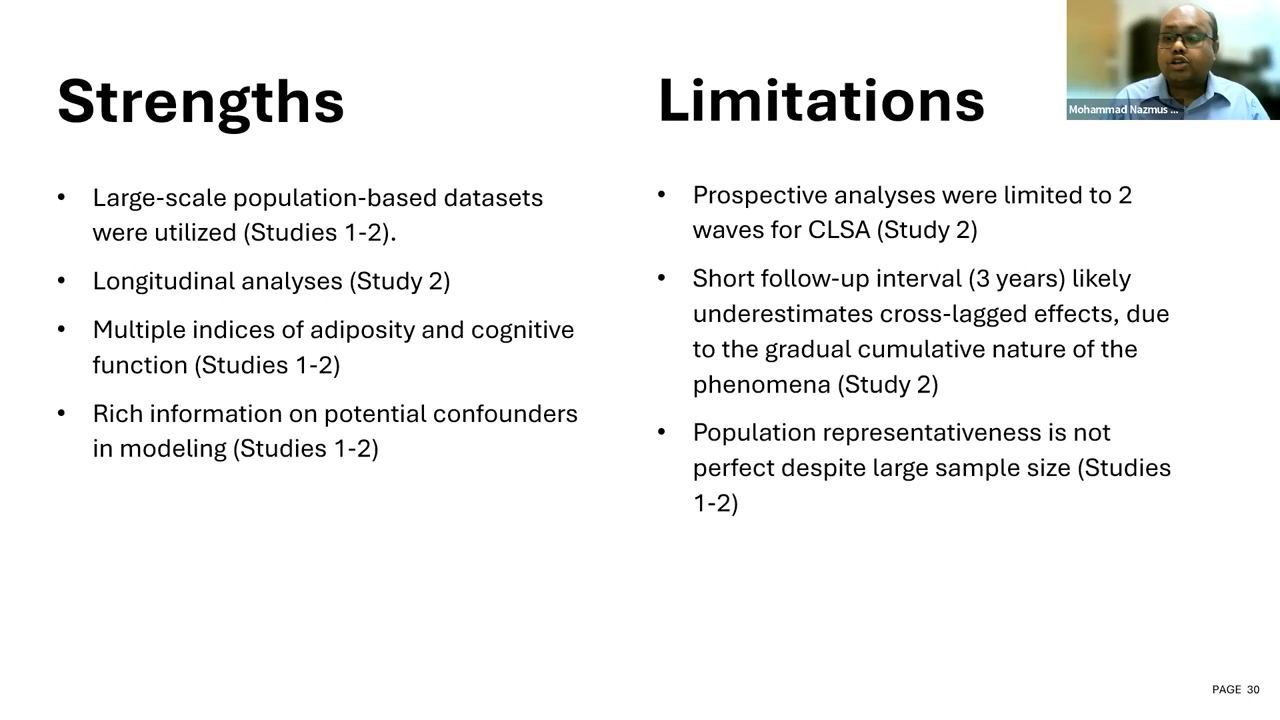 Strengths
• Large-scale population-based datasets
were utilized (Studies 1-2).
• Longitudinal analyses (Study 2)
• Multiple indices of adiposity and cognitive
function (Studies 1-2)
• Rich information on potential confounders
in modeling (Studies 1-2)
Limitations
• Prospective analyses were limited to 2
waves for CLSA (Study 2)
• Short follow-up interval (3 years) likely
underestimates cross-lagged effects, due
to the gradual cumulative nature of the
phenomena (Study 2)
• Population representativeness is not
perfect despite large sample size (Studies
1-2)
Mohammad Nazmus ...
PAGE 30